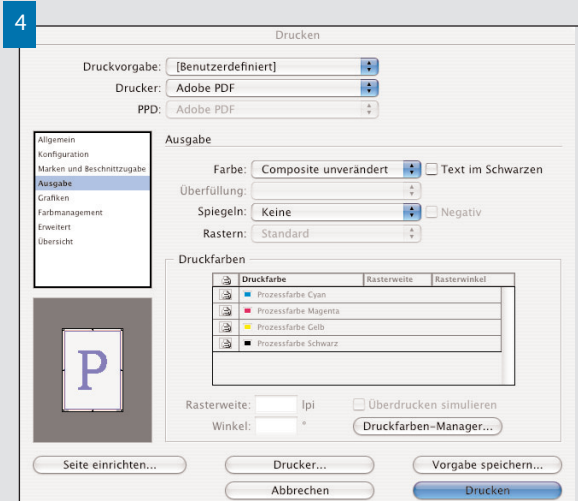 4
Drucken
Druckvorgabe: [Benutzerdefiniert]
Drucker: Adobe PDF
PPD: Adobe PDF
Allgemein
Konfiguration
Marken und Beschnittzugabe
Ausgabe
Grafiken
Farbmanagement
Erweitert
Übersicht
Ausgabe
Farbe: Composite unverändert Text im Schwarzen
Überfüllung:
Spiegeln: Keine Negativ
Rastern: Standard
Druckfarben
Druckfarbe Rasterweite Rasterwinkel
Prozessfarbe Cyan
Prozessfarbe Magenta
Prozessfarbe Gelb
Prozessfarbe Schwarz
Rasterweite: lpi Überdrucken simulieren
Winkel: ° Druckfarben-Manager...
P
Seite einrichten... Drucker... Vorgabe speichern...
Abbrechen Drucken